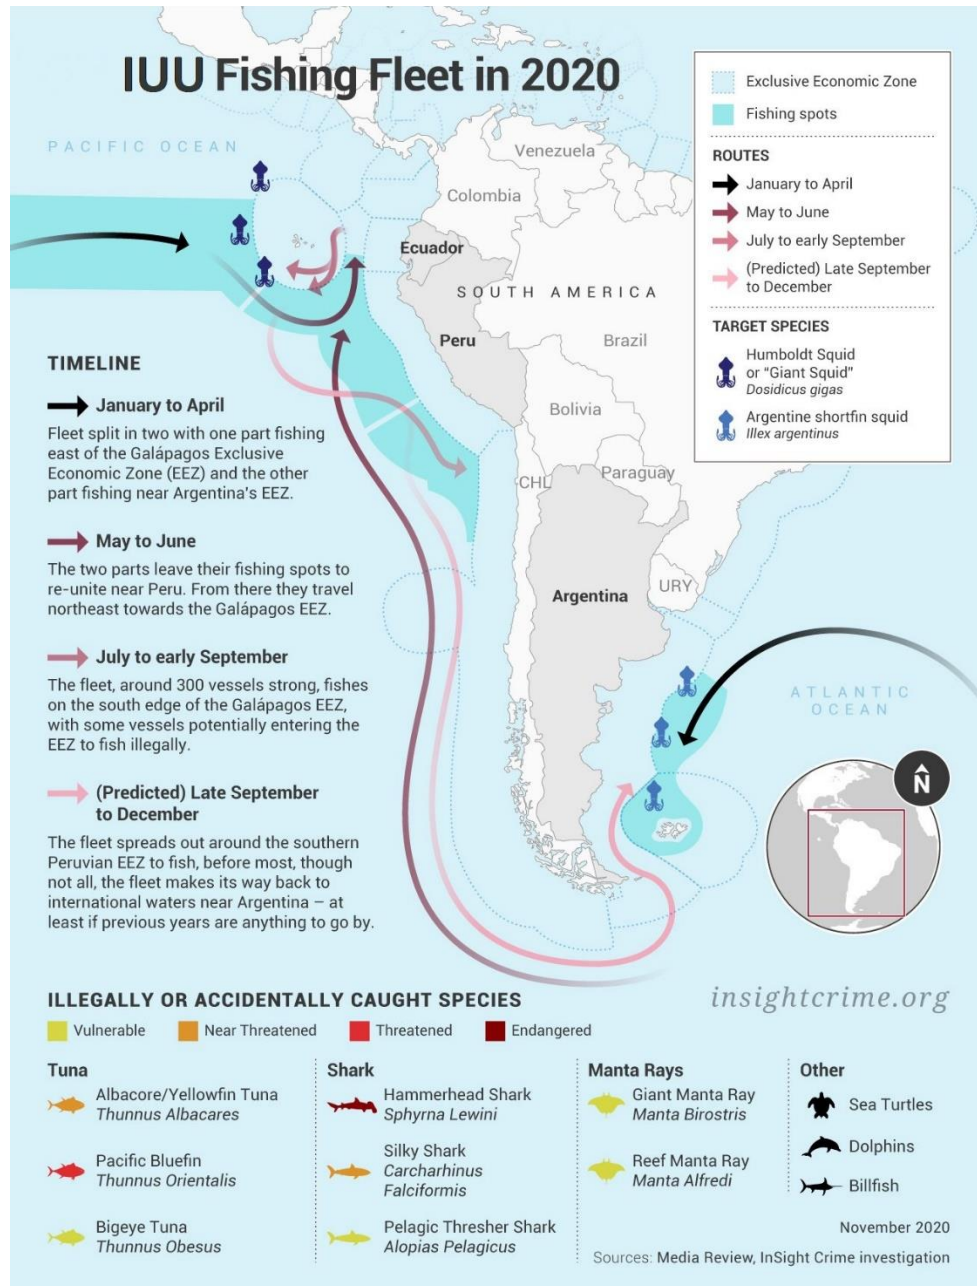 IUU Fishing Fleet in 2020
PACIFIC OCEAN
Exclusive Economic Zone
Fishing spots
ROUTES
January to April
May to June
July to early September
(Predicted) Late September
to December
TARGET SPECIES
Humboldt Squid
or “Giant Squid”
Dosidicus gigas
Argentine shortfin squid
Illex argentinus
Venezuela
Colombia
Ecuador
SOUTH AMERICA
Peru
Brazil
Bolivia
Paraguay
CHL
URY
Argentina
ATLANTIC
OCEAN
N
TIMELINE
January to April
Fleet split in two with one part fishing
east of the Galápagos Exclusive
Economic Zone (EEZ) and the other
part fishing near Argentina's EEZ.
May to June
The two parts leave their fishing spots to
re-unite near Peru. From there they travel
northeast towards the Galápagos EEZ.
July to early September
The fleet, around 300 vessels strong, fishes
on the south edge of the Galápagos EEZ,
with some vessels potentially entering the
EEZ to fish illegally.
(Predicted) Late September
to December
The fleet spreads out around the southern
Peruvian EEZ to fish, before most, though
not all, the fleet makes its way back to
international waters near Argentina – at
least if previous years are anything to go by.
insightcrime.org
ILLEGALLY OR ACCIDENTALLY CAUGHT SPECIES
Vulnerable
Near Threatened
Threatened
Endangered
Tuna
Albacore/Yellowfin Tuna
Thunnus Albacares
Pacific Bluefin
Thunnus Orientalis
Bigeye Tuna
Thunnus Obesus
Shark
Hammerhead Shark
Sphyrna Lewini
Silky Shark
Carcharhinus
Falciformis
Pelagic Thresher Shark
Alopias Pelagicus
Manta Rays
Giant Manta Ray
Manta Birostris
Reef Manta Ray
Manta Alfredi
Other
Sea Turtles
Dolphins
Billfish
November 2020
Sources: Media Review, InSight Crime investigation